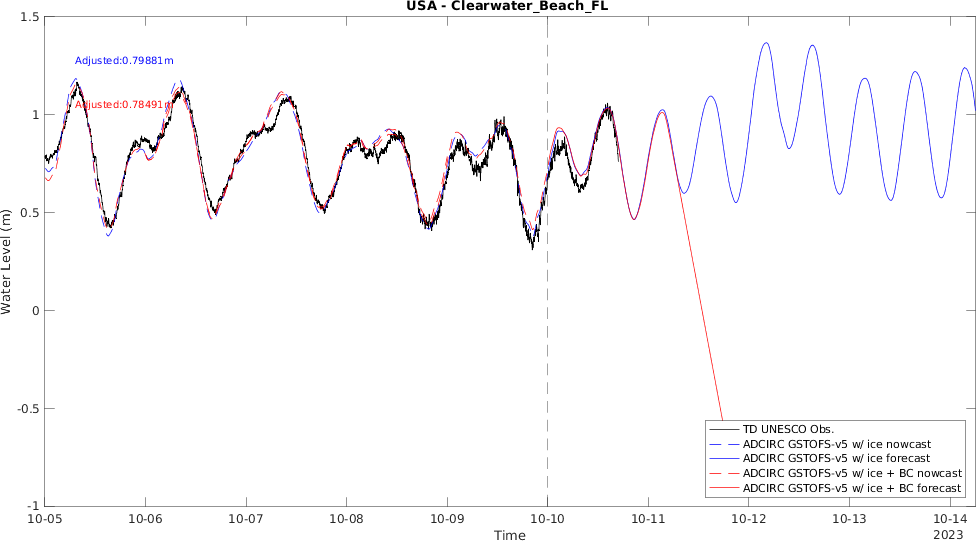 USA - Clearwater_Beach_FL
1.5
Adjusted:0.79881m
Adjusted:0.78491m
1
0.5
0
-0.5
-1
Water Level (m)
10-05 10-06 10-07 10-08 10-09 10-10 10-11 10-12 10-13 10-14
2023
Time
TD UNESCO Obs.
ADCIRC GSTOFS-v5 w/ ice nowcast
ADCIRC GSTOFS-v5 w/ ice forecast
ADCIRC GSTOFS-v5 w/ ice + BC nowcast
ADCIRC GSTOFS-v5 w/ ice + BC forecast